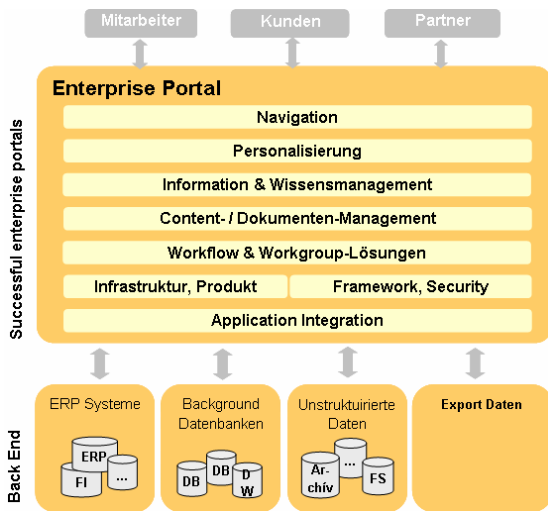 Mitarbeiter
Kunden
Partner
Successful enterprise portals
Enterprise Portal
Navigation
Personalisierung
Information & Wissensmanagement
Content- / Dokumenten-Management
Workflow & Workgroup-Lösungen
Infrastruktur, Produkt
Framework, Security
Application Integration
Back End
ERP Systeme
ERP
FI
...
Background
Datenbanken
DB
DB
D
W
Unstruktuirierte
Daten
Ar-
chív
...
FS
Export Daten